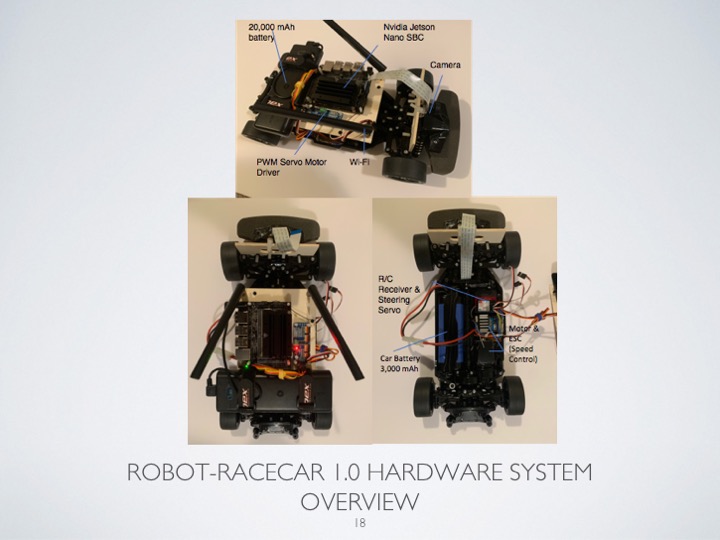 20,000 mAh
battery
Nvidia Jetson
Nano SBC
Camera
PWM Servo Motor
Driver
Wi-Fi
R/C
Receiver &
Steering
Servo
Motor &
ESC
(Speed
Control)
Car Battery
3,000 mAh
ROBOT-RACECAR 1.0 HARDWARE SYSTEM
OVERVIEW
18